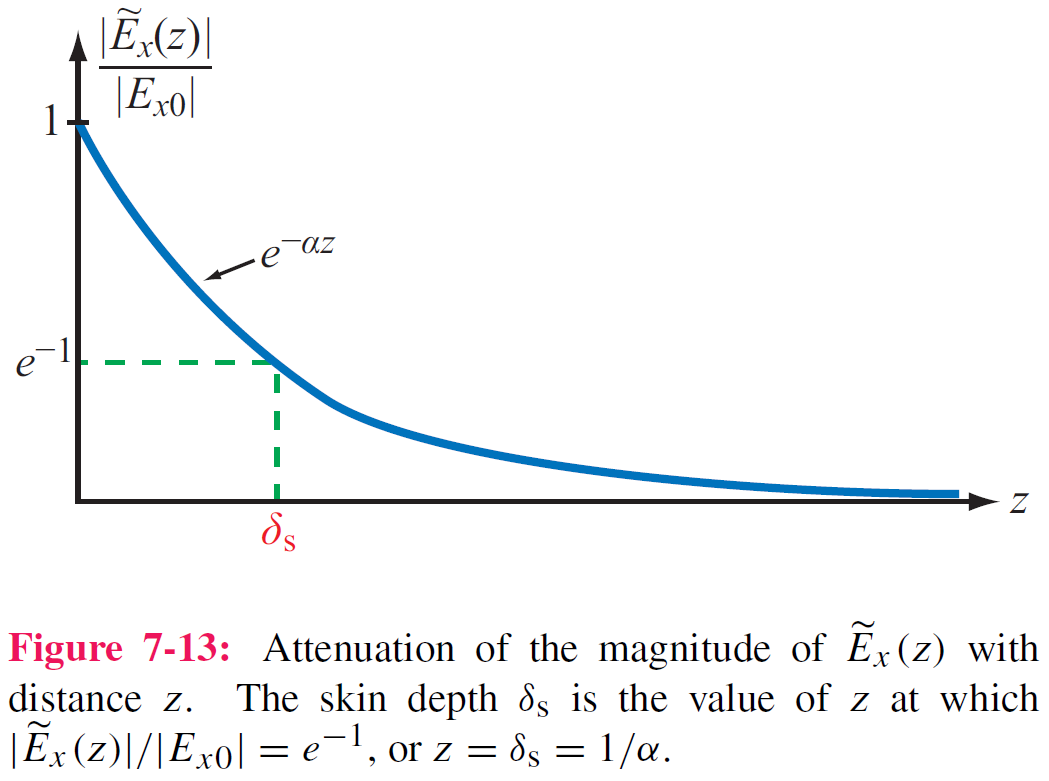 |Ẽx(z)|
|Ex0|
1
e^−αz
e^−1
z
δs
Figure 7-13: Attenuation of the magnitude of Ẽx(z) with
distance z. The skin depth δs is the value of z at which
|Ẽx(z)|/|Ex0| = e^−1, or z = δs = 1/α.